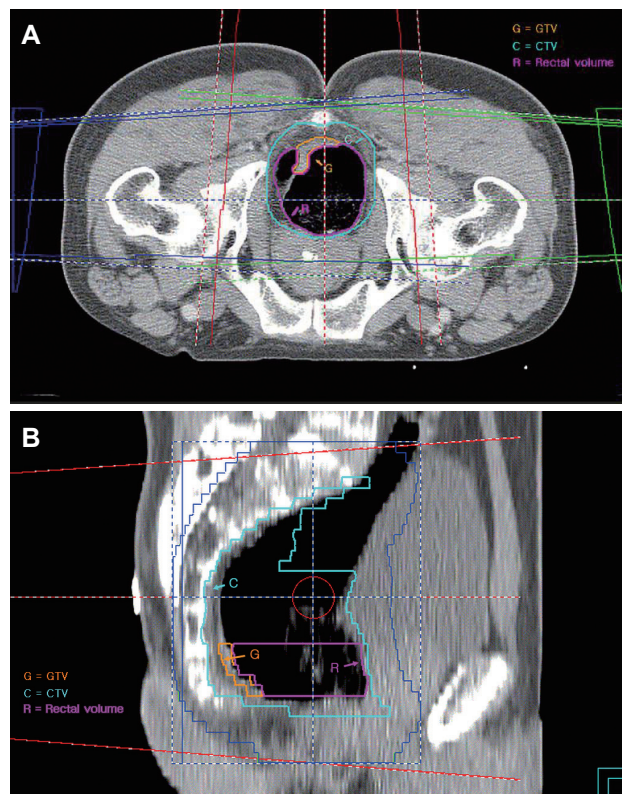 A
G = GTV
C = CTV
R = Rectal volume
C
G
R
B
C
G
R
G = GTV
C = CTV
R = Rectal volume